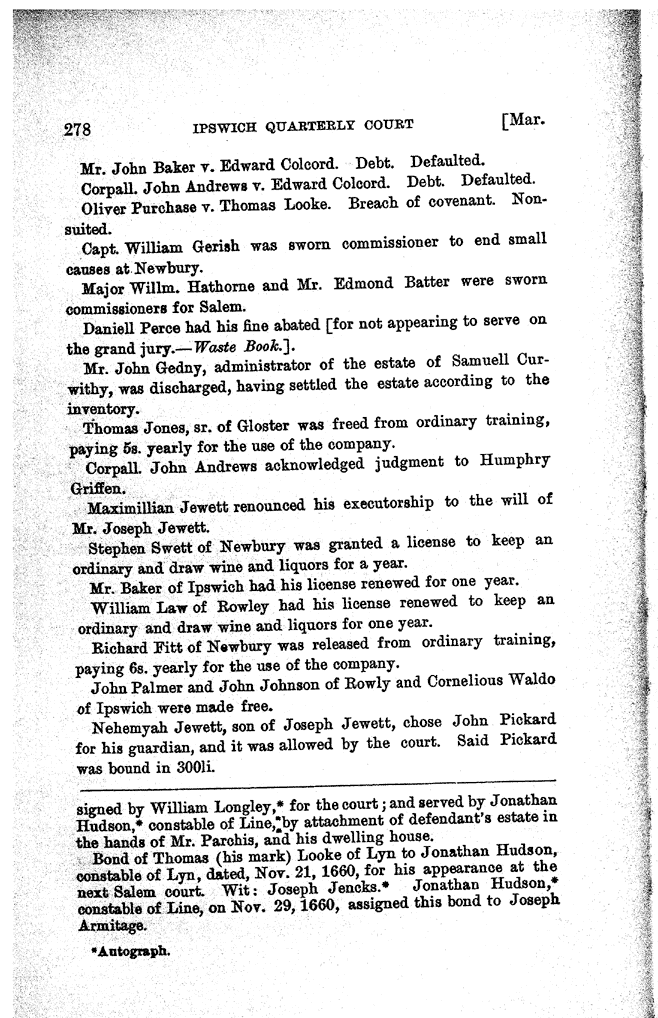 278 IPSWICH QUARTERLY COURT [Mar.
Mr. John Baker v. Edward Colcord. Debt. Defaulted.
Corpall. John Andrews v. Edward Colcord. Debt. Defaulted.
Oliver Purchase v. Thomas Looke. Breach of covenant. Non-
suited.
Capt. William Gerish was sworn commissioner to end small
causes at Newbury.
Major Willm. Hathorne and Mr. Edmond Batter were sworn
commissioners for Salem.
Daniell Perce had his fine abated [for not appearing to serve on
the grand jury.—Waste Book.].
Mr. John Gedny, administrator of the estate of Samuell Cur-
withy, was discharged, having settled the estate according to the
inventory.
Thomas Jones, sr. of Gloster was freed from ordinary training,
paying 5s. yearly for the use of the company.
Corpall. John Andrews acknowledged judgment to Humphry
Griffen.
Maximillian Jewett renounced his executorship to the will of
Mr. Joseph Jewett.
Stephen Swett of Newbury was granted a license to keep an
ordinary and draw wine and liquors for a year.
Mr. Baker of Ipswich had his license renewed for one year.
William Law of Rowley had his license renewed to keep an
ordinary and draw wine and liquors for one year.
Richard Fitt of Newbury was released from ordinary training,
paying 6s. yearly for the use of the company.
John Palmer and John Johnson of Rowly and Cornelious Waldo
of Ipswich were made free.
Nehemyah Jewett, son of Joseph Jewett, chose John Pickard
for his guardian, and it was allowed by the court. Said Pickard
was bound in 300li.
signed by William Longley,* for the court; and served by Jonathan
Hudson,* constable of Line,*by attachment of defendant's estate in
the hands of Mr. Parchis, and his dwelling house.
Bond of Thomas (his mark) Looke of Lyn to Jonathan Hudson,
constable of Lyn, dated, Nov. 21, 1660, for his appearance at the
next Salem court. Wit: Joseph Jencks.* Jonathan Hudson,*
constable of Line, on Nov. 29, 1660, assigned this bond to Joseph
Armitage.
*Autograph.